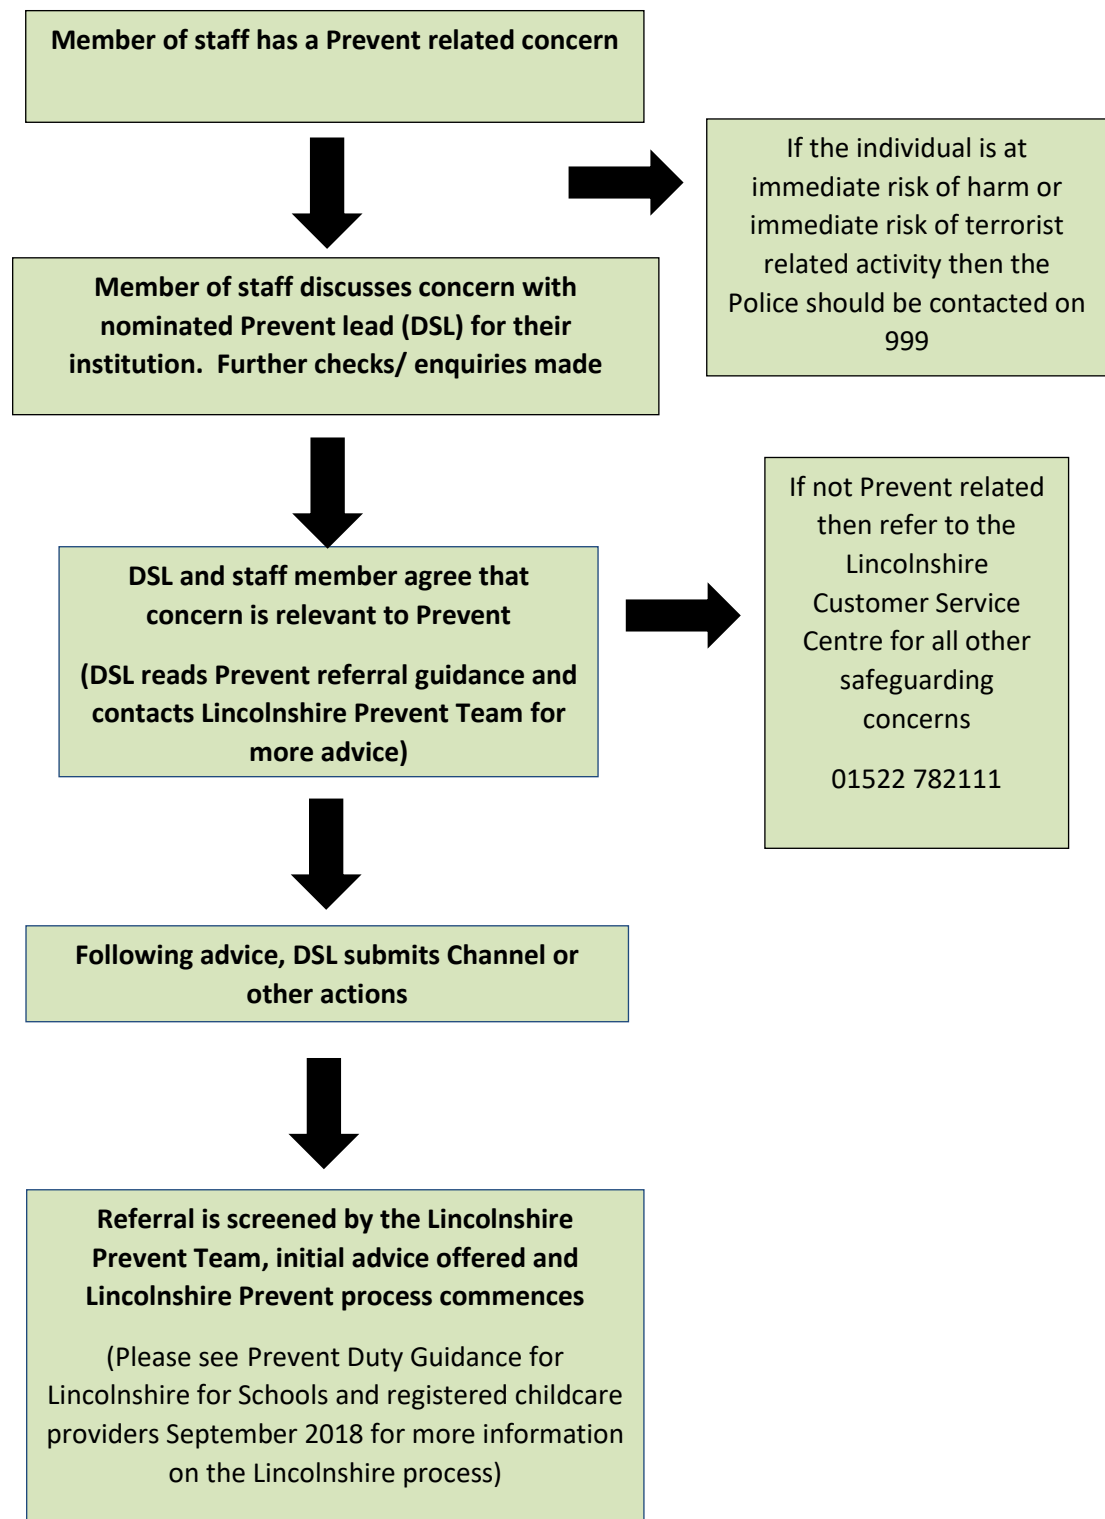 Member of staff has a Prevent related concern
If the individual is at
immediate risk of harm or
immediate risk of terrorist
related activity then the
Police should be contacted on
999
Member of staff discusses concern with
nominated Prevent lead (DSL) for their
institution.  Further checks/ enquiries made
If not Prevent related
then refer to the
Lincolnshire
Customer Service
Centre for all other
safeguarding
concerns
01522 782111
DSL and staff member agree that
concern is relevant to Prevent
(DSL reads Prevent referral guidance and
contacts Lincolnshire Prevent Team for
more advice)
Following advice, DSL submits Channel or
other actions
Referral is screened by the Lincolnshire
Prevent Team, initial advice offered and
Lincolnshire Prevent process commences
(Please see Prevent Duty Guidance for
Lincolnshire for Schools and registered childcare
providers September 2018 for more information
on the Lincolnshire process)